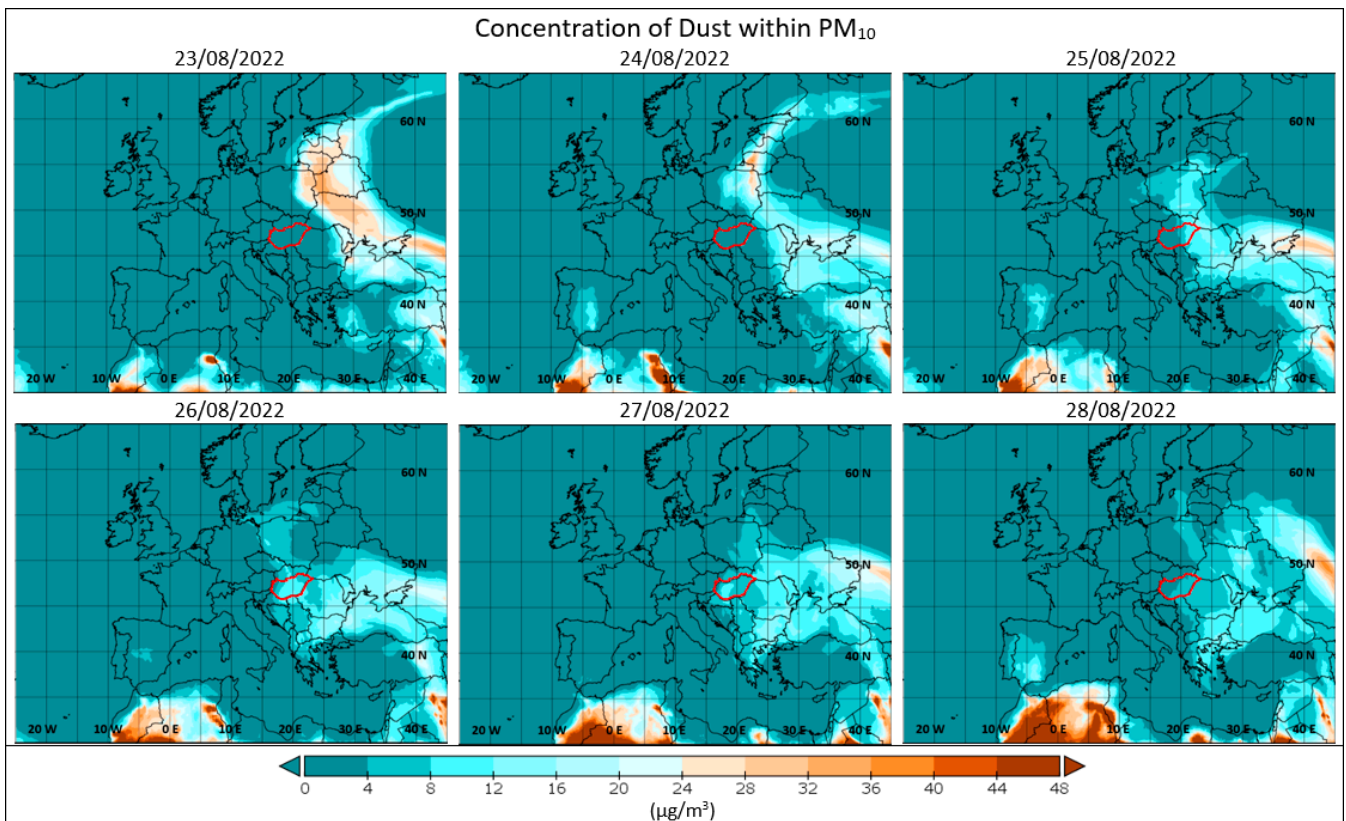 Concentration of Dust within PM₁₀
23/08/2022 24/08/2022 25/08/2022
60 N 60 N 60 N
50 N 50 N 50 N
40 N 40 N 40 N
20 W 10 W 0 E 10 E 20 E 30 E 40 E 20 W 10 W 0 E 10 E 20 E 30 E 40 E 20 W 10 W 0 E 10 E 20 E 30 E 40 E
26/08/2022 27/08/2022 28/08/2022
60 N 60 N 60 N
50 N 50 N 50 N
40 N 40 N 40 N
20 W 10 W 0 E 10 E 20 E 30 E 40 E 20 W 10 W 0 E 10 E 20 E 30 E 40 E 20 W 10 W 0 E 10 E 20 E 30 E 40 E
0 4 8 12 16 20 24 28 32 36 40 44 48
(µg/m³)